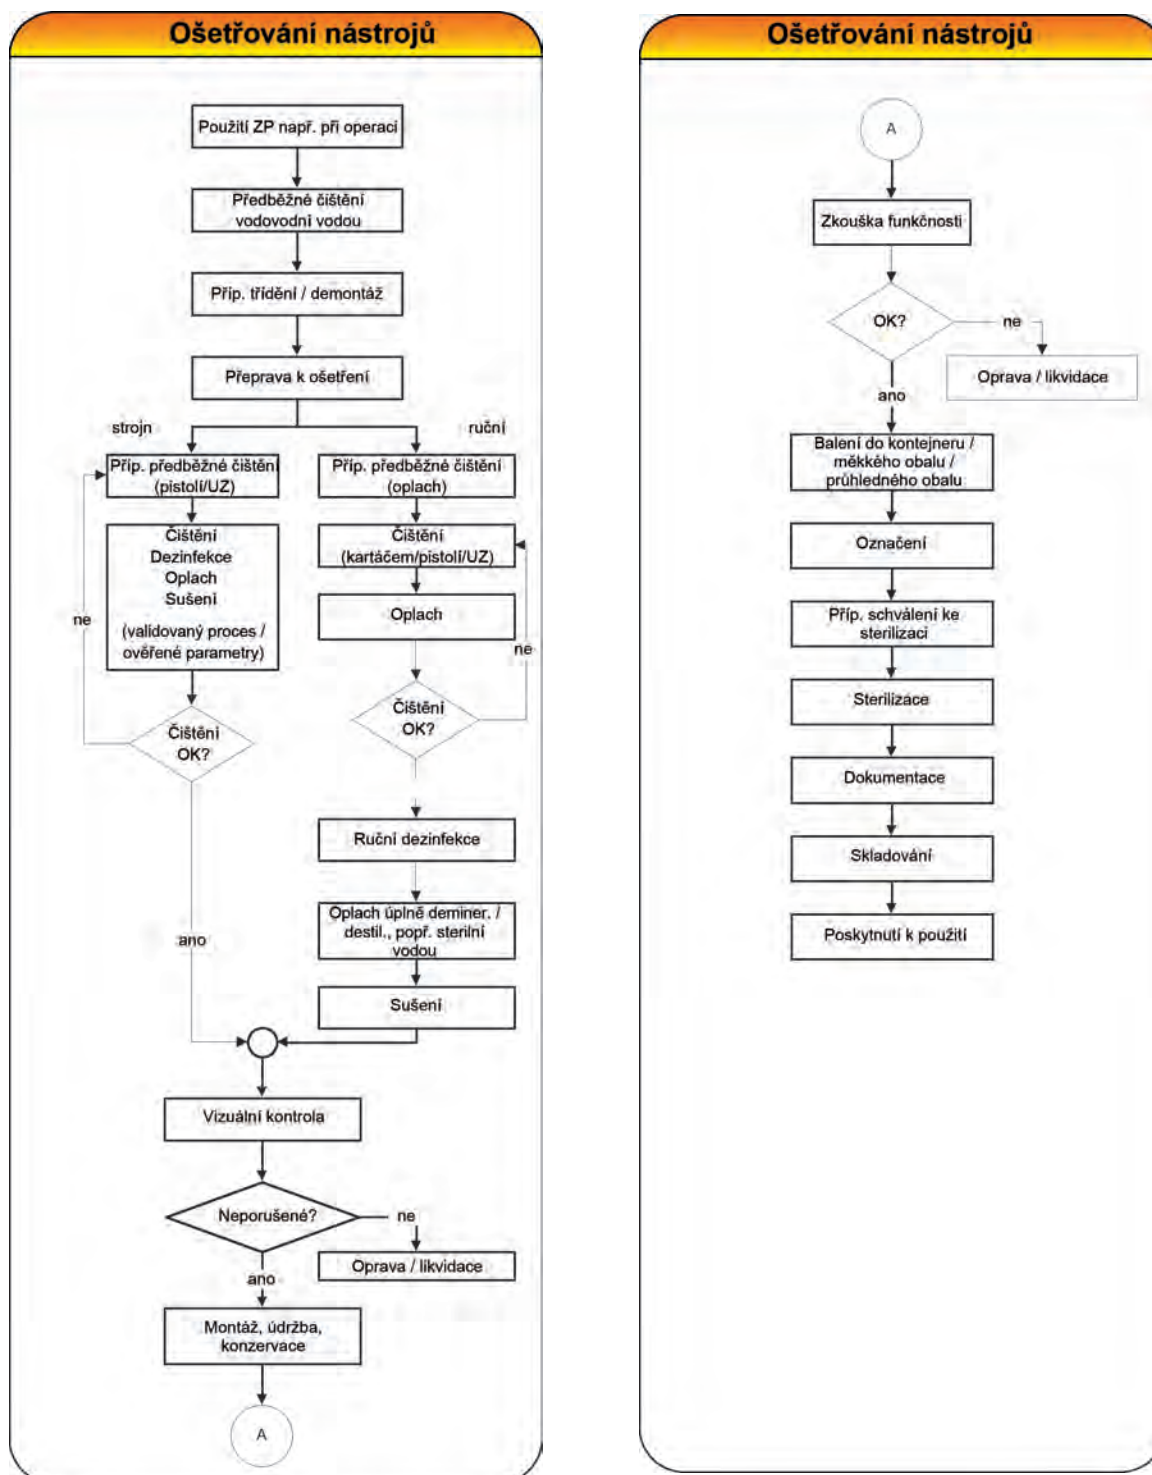 Ošetřování nástrojů
Použití ZP např. při operaci
Předběžné čištění
vodovodní vodou
Příp. třídění / demontáž
Přeprava k ošetření
strojn
ruční
Příp. předběžné čištění
(pistolí/UZ)
Příp. předběžné čištění
(oplach)
Čištění
Dezinfekce
Oplach
Sušení
(validovaný proces /
ověřené parametry)
Čištění
(kartáčem/pistolí/UZ)
Oplach
ne
ne
Čištění
OK?
Čištění
OK?
Ruční dezinfekce
Oplach úplně deminer. /
destil., popř. sterilní
vodou
ano
Sušení
Vizuální kontrola
Neporušené?
ne
Oprava / likvidace
ano
Montáž, údržba,
konzervace
A
Ošetřování nástrojů
A
Zkouška funkčnosti
OK?
ne
Oprava / likvidace
ano
Balení do kontejneru /
měkkého obalu /
průhledného obalu
Označení
Příp. schválení ke
sterilizaci
Sterilizace
Dokumentace
Skladování
Poskytnutí k použití